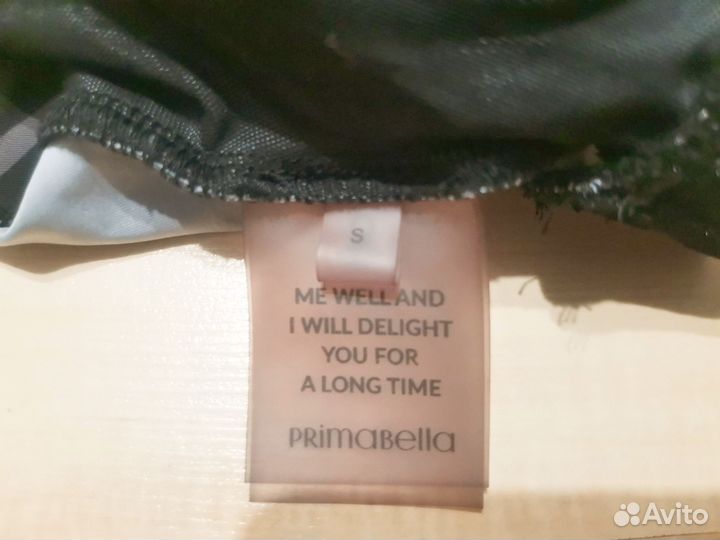 S
ME WELL AND
I WILL DELIGHT
YOU FOR
A LONG TIME
PRIMABELLA
Avito